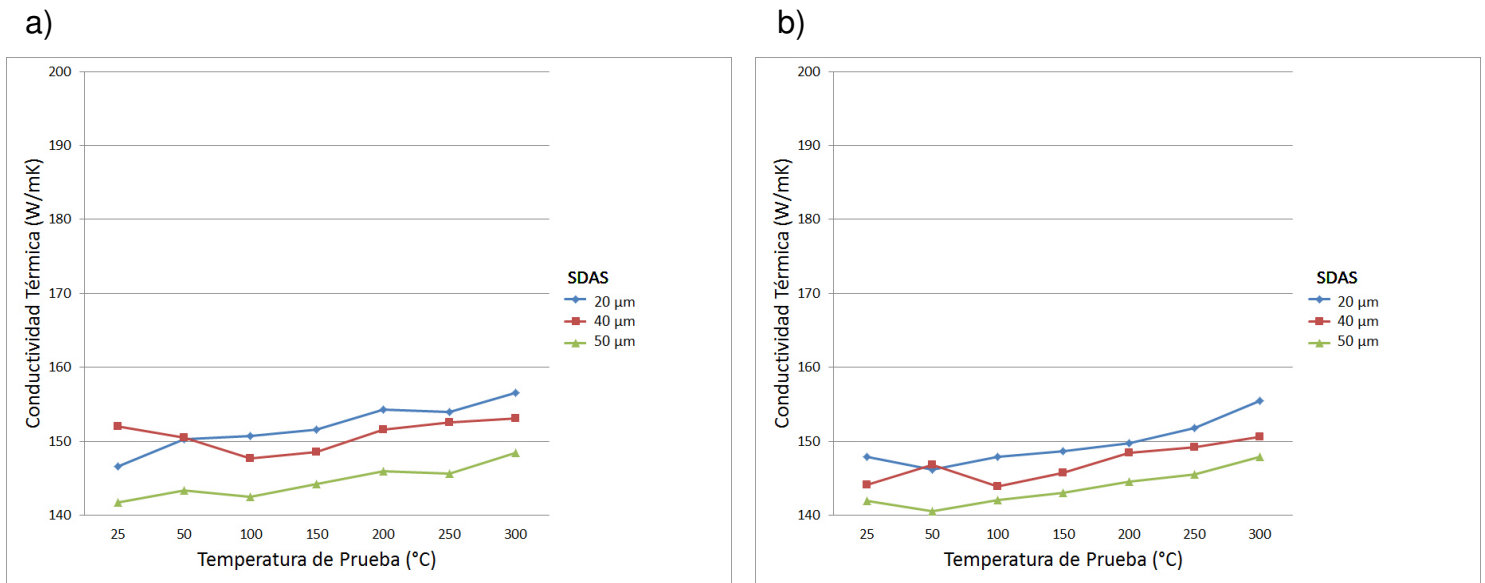 a)
200
190
180
170
160
150
140
Conductividad Térmica (W/mK)
25 50 100 150 200 250 300
Temperatura de Prueba (°C)
SDAS
20 µm
40 µm
50 µm
b)
200
190
180
170
160
150
140
Conductividad Térmica (W/mK)
25 50 100 150 200 250 300
Temperatura de Prueba (°C)
SDAS
20 µm
40 µm
50 µm